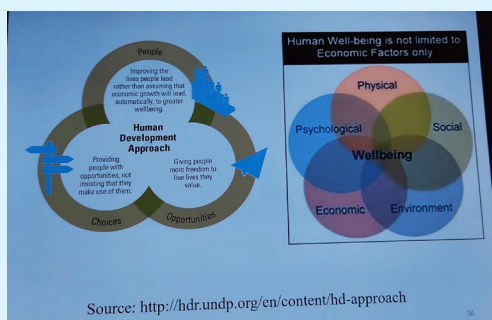 People
Improving the
lives people lead
rather than assuming that
economic growth will lead,
automatically, to greater
wellbeing.
Human
Development
Approach
Providing
people with
opportunities, not
insisting that they
make use of them.
Giving people
more freedom to
live lives they
value.
Choices
Opportunities
Human Well-being is not limited to
Economic Factors only
Physical
Psychological
Social
Wellbeing
Economic
Environment
Source: http://hdr.undp.org/en/content/hd-approach
36